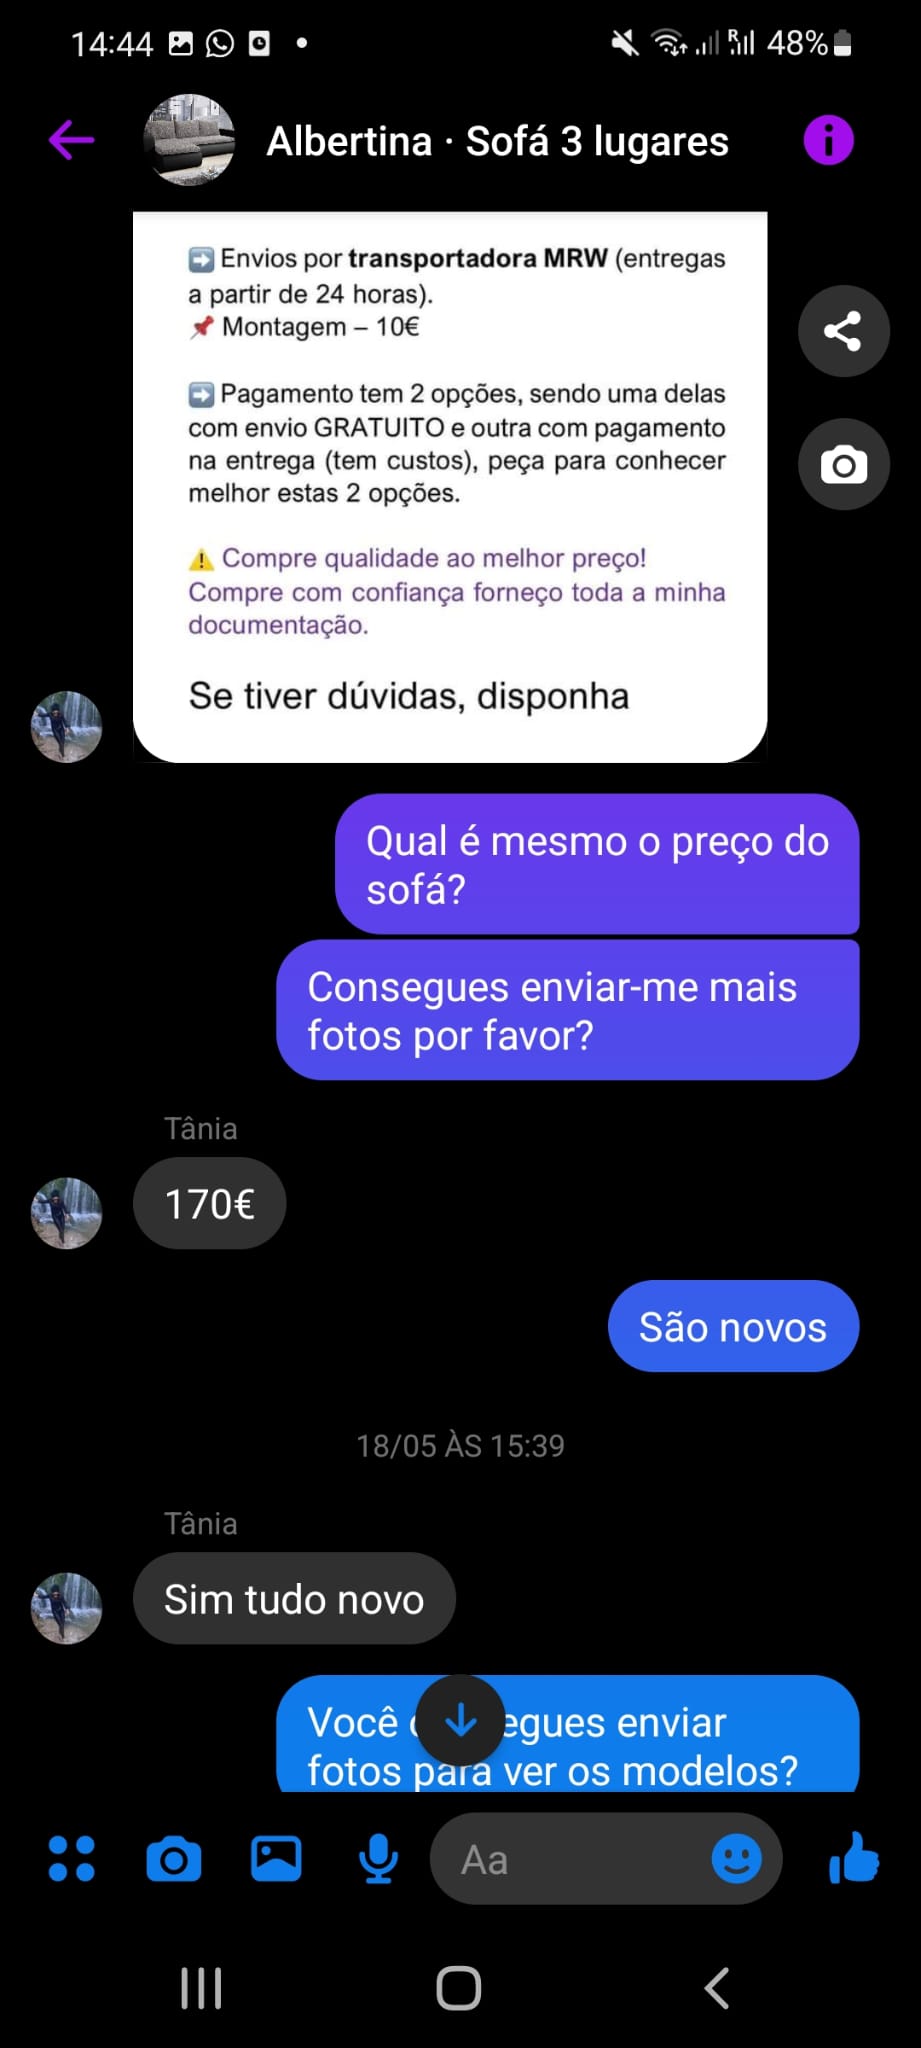 14:44
48%
Albertina · Sofá 3 lugares
➡️ Envios por transportadora MRW (entregas
a partir de 24 horas).
📌 Montagem – 10€
➡️ Pagamento tem 2 opções, sendo uma delas
com envio GRATUITO e outra com pagamento
na entrega (tem custos), peça para conhecer
melhor estas 2 opções.
⚠️ Compre qualidade ao melhor preço!
Compre com confiança forneço toda a minha
documentação.
Se tiver dúvidas, disponha
Qual é mesmo o preço do
sofá?
Consegues enviar-me mais
fotos por favor?
Tânia
170€
São novos
18/05 ÀS 15:39
Tânia
Sim tudo novo
Você enviar
fotos para ver os modelos?
Aa